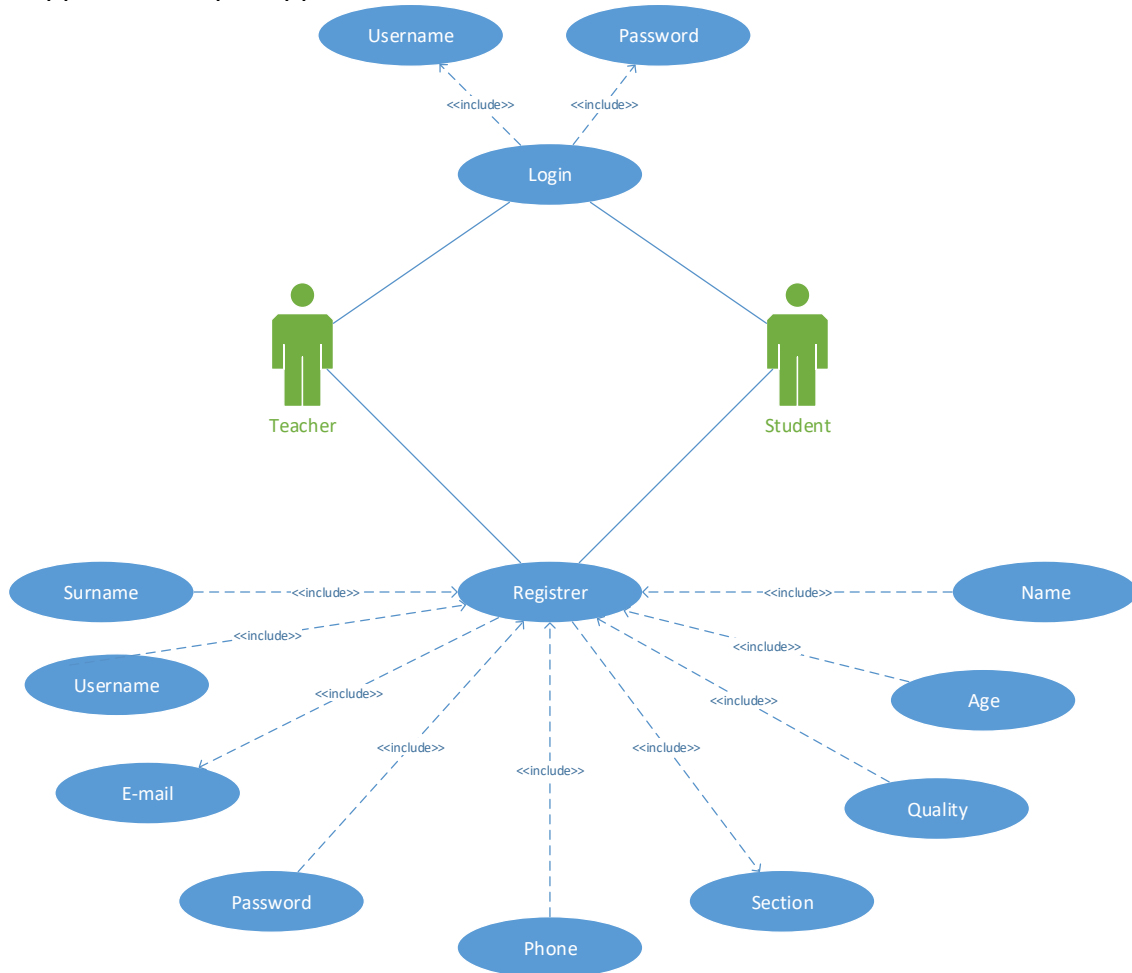 Username
Password
<<include>>
<<include>>
Login
Teacher
Student
Surname
<<include>>
Registrer
<<include>>
Name
<<include>>
Username
<<include>>
Age
<<include>>
<<include>>
E-mail
<<include>>
<<include>>
<<include>>
Quality
Password
Section
Phone